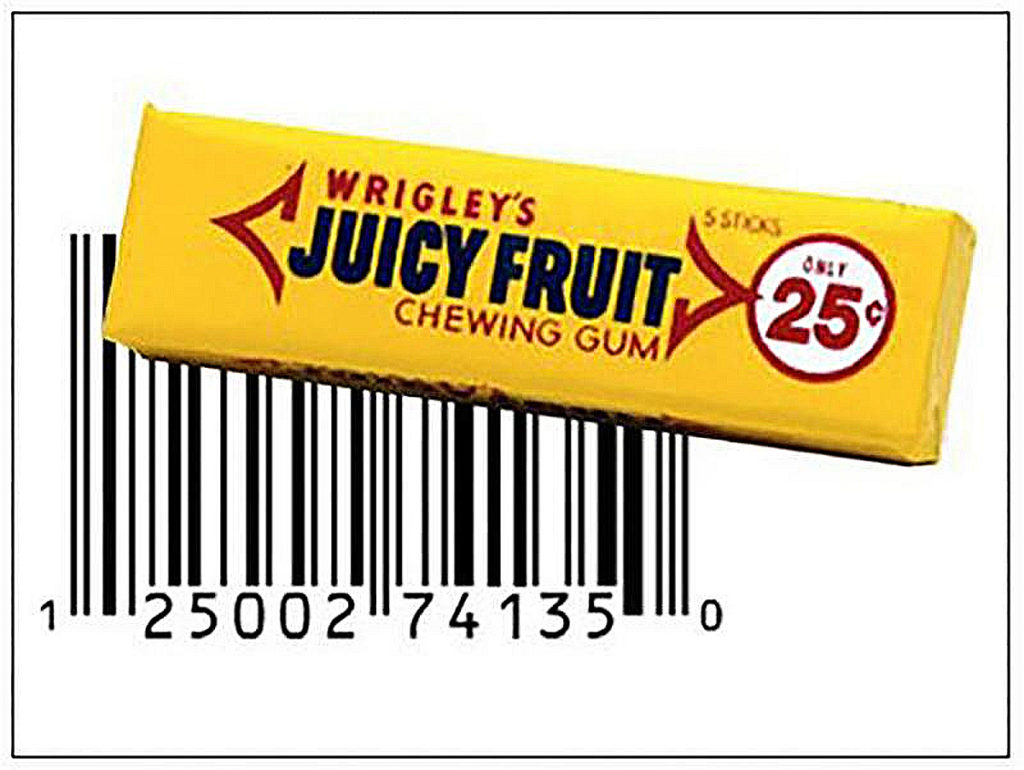 WRIGLEY'S
JUICY FRUIT
CHEWING GUM
5 STICKS
ONLY
25¢
1 25002 74135 0